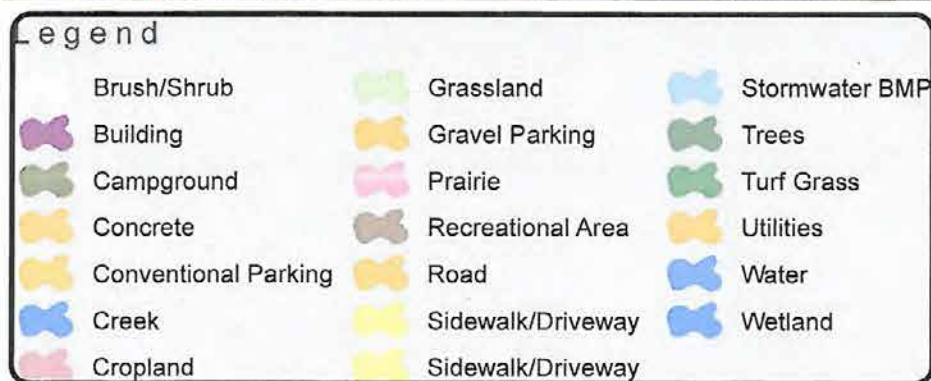 Legend
Brush/Shrub
Building
Campground
Concrete
Conventional Parking
Creek
Cropland
Grassland
Gravel Parking
Prairie
Recreational Area
Road
Sidewalk/Driveway
Sidewalk/Driveway
Stormwater BMP
Trees
Turf Grass
Utilities
Water
Wetland